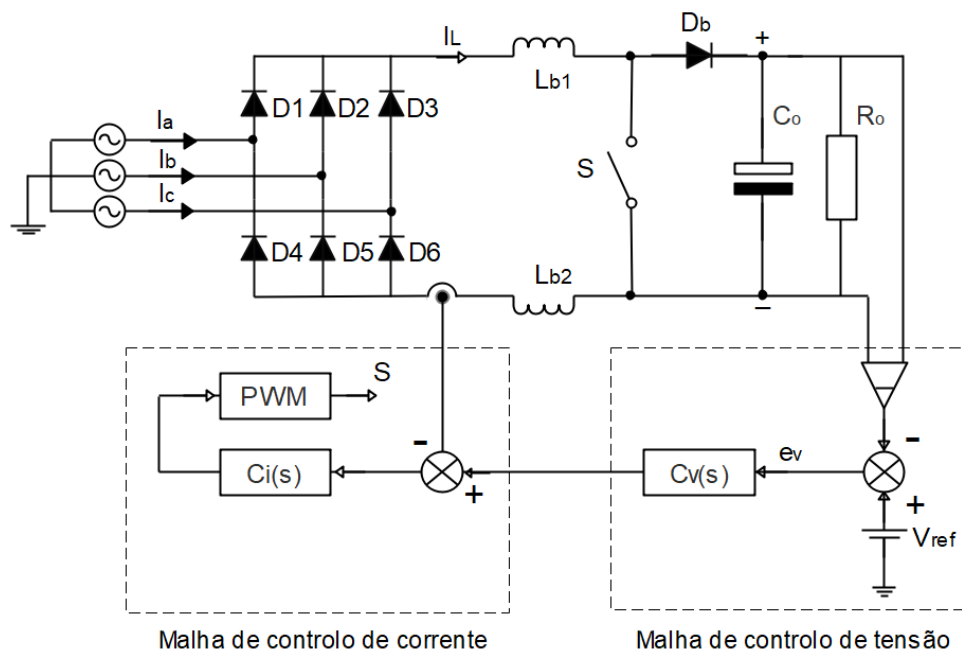 IL
Lb1
Db
+
D1
D2
D3
Ia
Ib
Ic
S
Co
Ro
D4
D5
D6
Lb2
−
PWM
S
Ci(s)
-
+
Cv(s)
ev
-
+
Vref
Malha de controlo de corrente
Malha de controlo de tensão